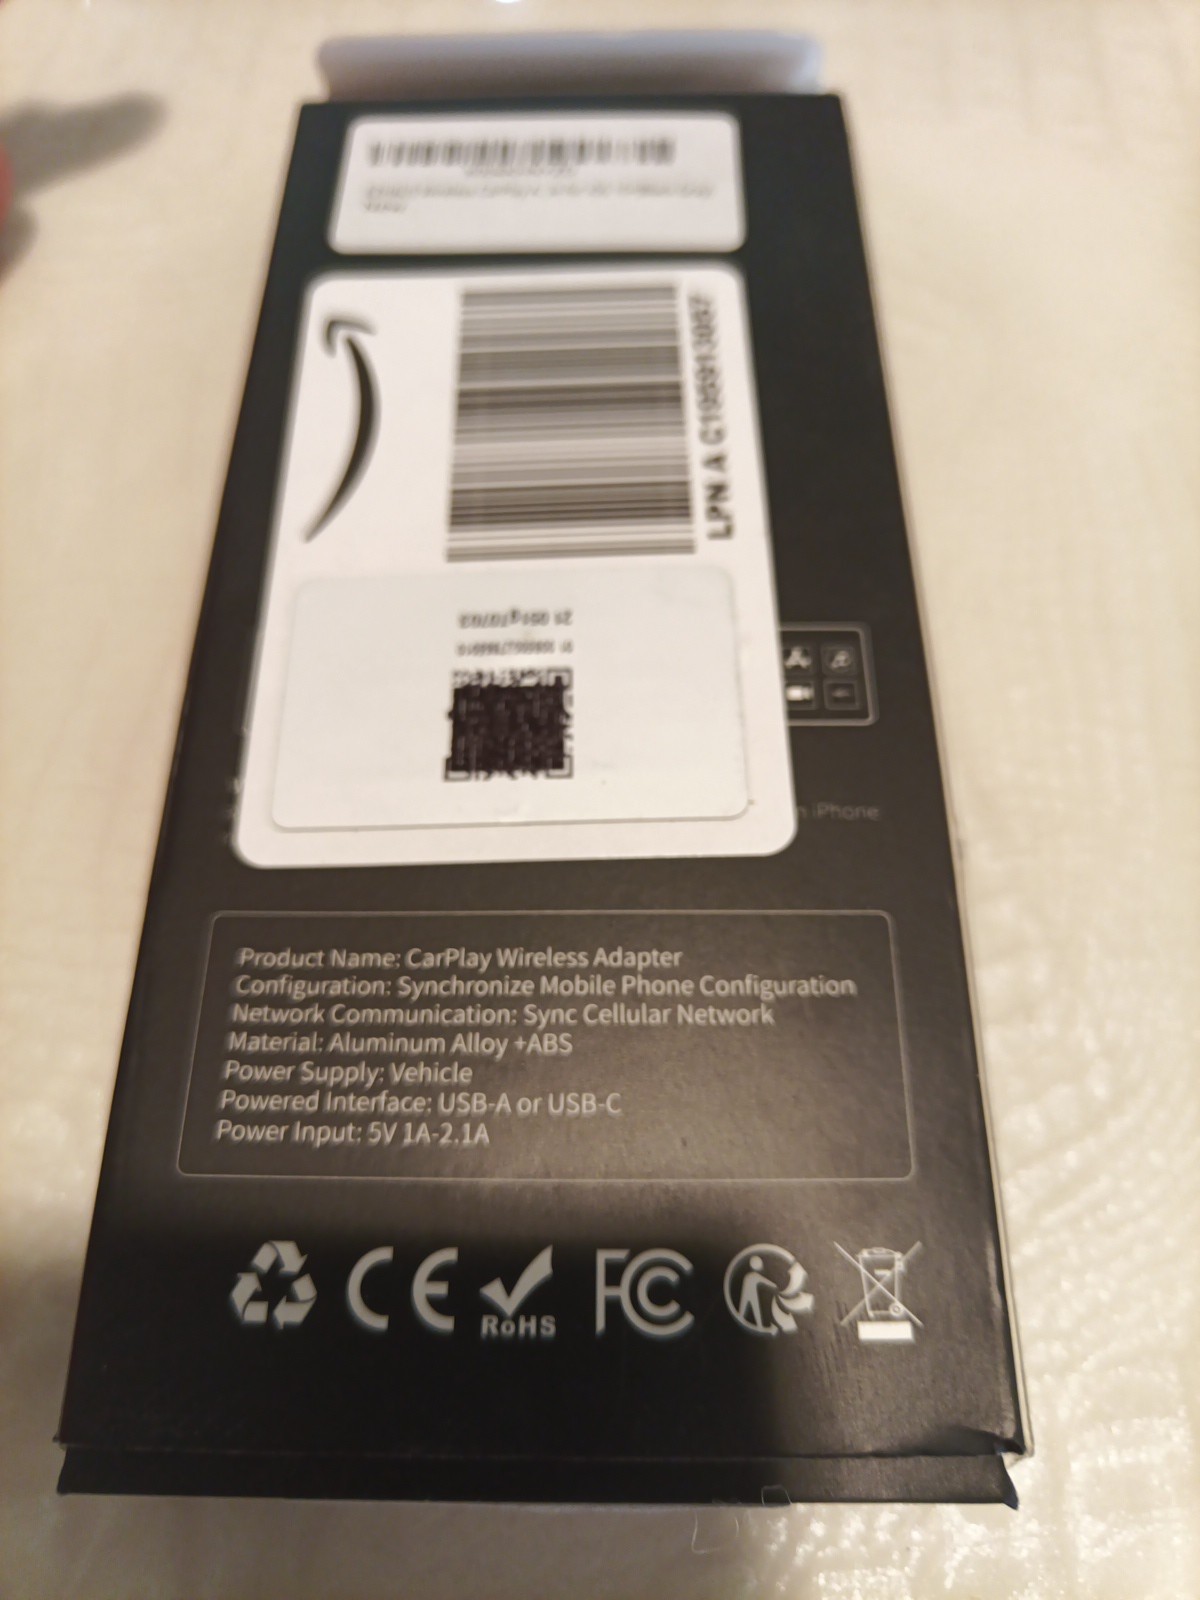 LPN A
n iPhone
Product Name: CarPlay Wireless Adapter
Configuration: Synchronize Mobile Phone Configuration
Network Communication: Sync Cellular Network
Material: Aluminum Alloy +ABS
Power Supply: Vehicle
Powered Interface: USB-A or USB-C
Power Input: 5V 1A-2.1A
CE
RoHS
FC